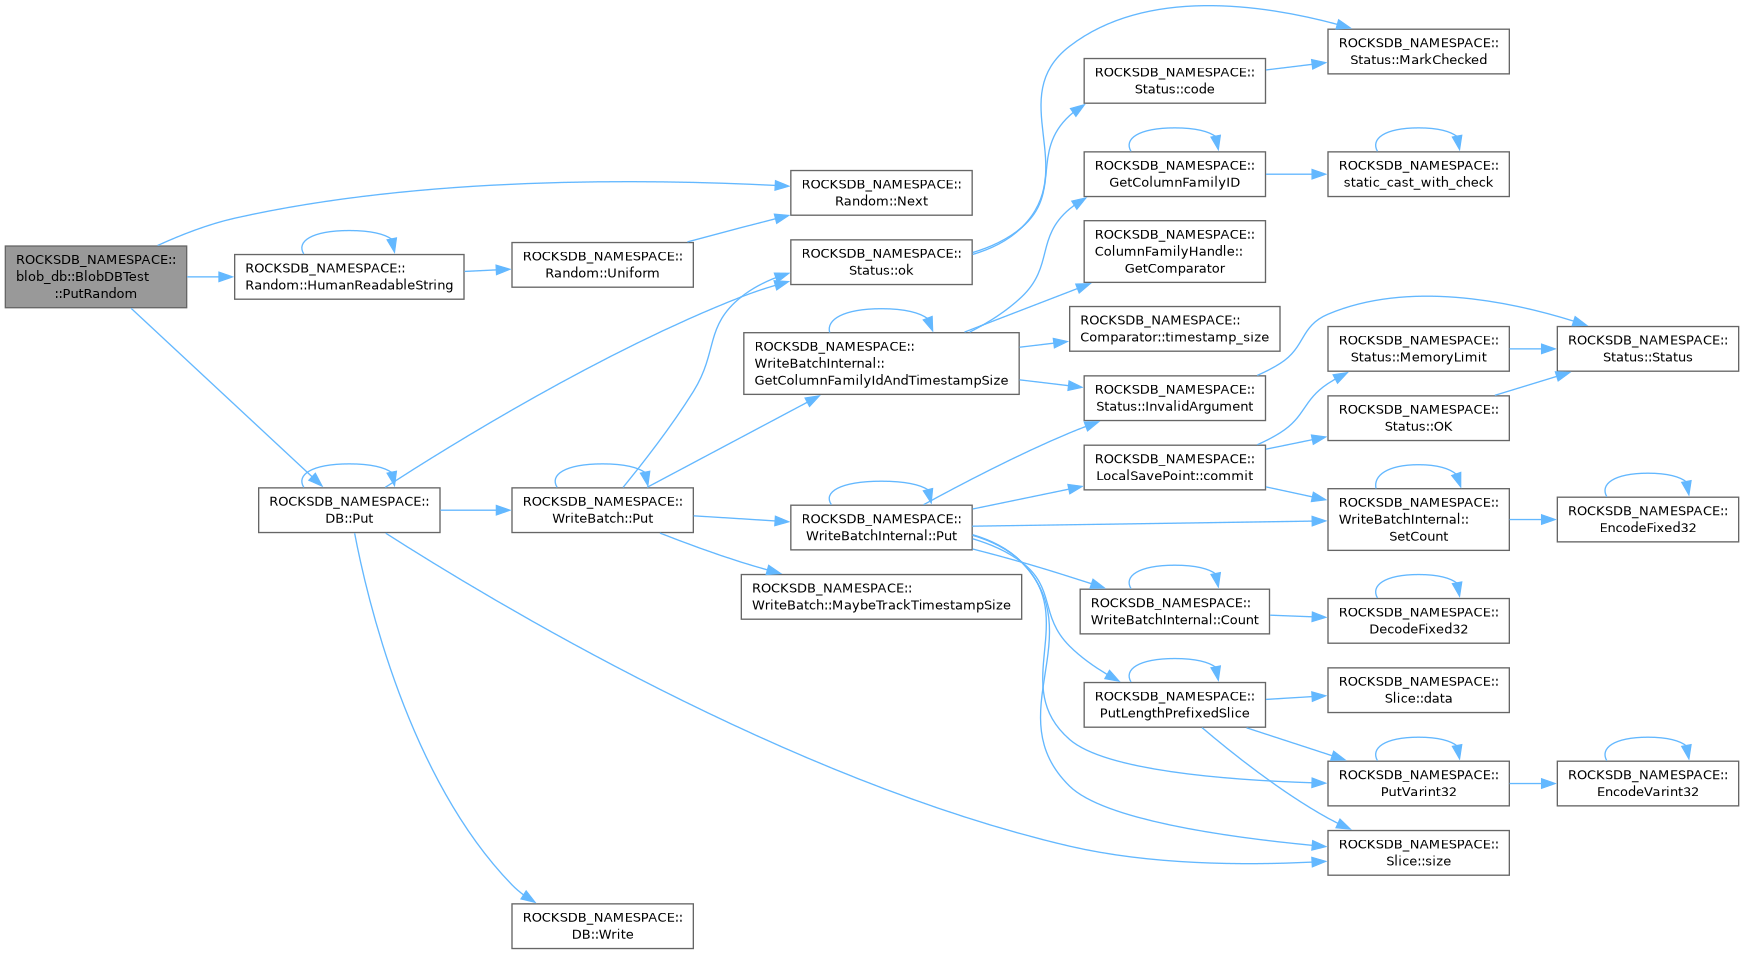 ROCKSDB_NAMESPACE::
blob_db::BlobDBTest
::PutRandom
ROCKSDB_NAMESPACE::
Random::HumanReadableString
ROCKSDB_NAMESPACE::
DB::Put
ROCKSDB_NAMESPACE::
Random::Uniform
ROCKSDB_NAMESPACE::
WriteBatch::Put
ROCKSDB_NAMESPACE::
DB::Write
ROCKSDB_NAMESPACE::
Random::Next
ROCKSDB_NAMESPACE::
Status::ok
ROCKSDB_NAMESPACE::
WriteBatchInternal::
GetColumnFamilyIdAndTimestampSize
ROCKSDB_NAMESPACE::
WriteBatchInternal::Put
ROCKSDB_NAMESPACE::
WriteBatch::MaybeTrackTimestampSize
ROCKSDB_NAMESPACE::
Status::code
ROCKSDB_NAMESPACE::
GetColumnFamilyID
ROCKSDB_NAMESPACE::
ColumnFamilyHandle::
GetComparator
ROCKSDB_NAMESPACE::
Comparator::timestamp_size
ROCKSDB_NAMESPACE::
Status::InvalidArgument
ROCKSDB_NAMESPACE::
LocalSavePoint::commit
ROCKSDB_NAMESPACE::
WriteBatchInternal::Count
ROCKSDB_NAMESPACE::
PutLengthPrefixedSlice
ROCKSDB_NAMESPACE::
Status::MarkChecked
ROCKSDB_NAMESPACE::
static_cast_with_check
ROCKSDB_NAMESPACE::
Status::MemoryLimit
ROCKSDB_NAMESPACE::
Status::OK
ROCKSDB_NAMESPACE::
WriteBatchInternal::
SetCount
ROCKSDB_NAMESPACE::
DecodeFixed32
ROCKSDB_NAMESPACE::
Slice::data
ROCKSDB_NAMESPACE::
PutVarint32
ROCKSDB_NAMESPACE::
Slice::size
ROCKSDB_NAMESPACE::
Status::Status
ROCKSDB_NAMESPACE::
EncodeFixed32
ROCKSDB_NAMESPACE::
EncodeVarint32